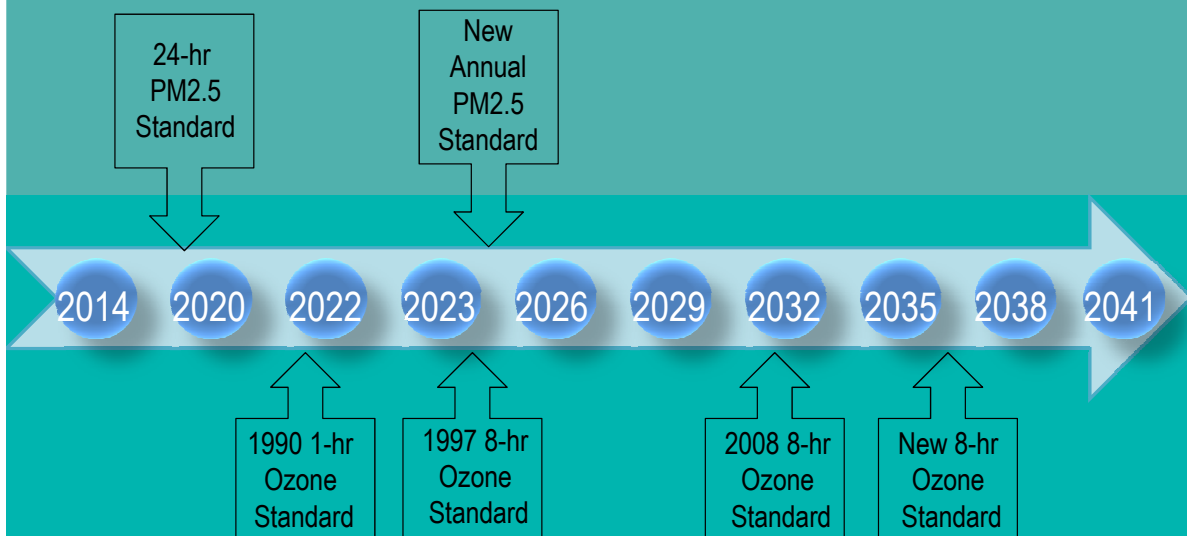 24-hr
PM2.5
Standard
New
Annual
PM2.5
Standard
2014 2020 2022 2023 2026 2029 2032 2035 2038 2041
1990 1-hr
Ozone
Standard
1997 8-hr
Ozone
Standard
2008 8-hr
Ozone
Standard
New 8-hr
Ozone
Standard